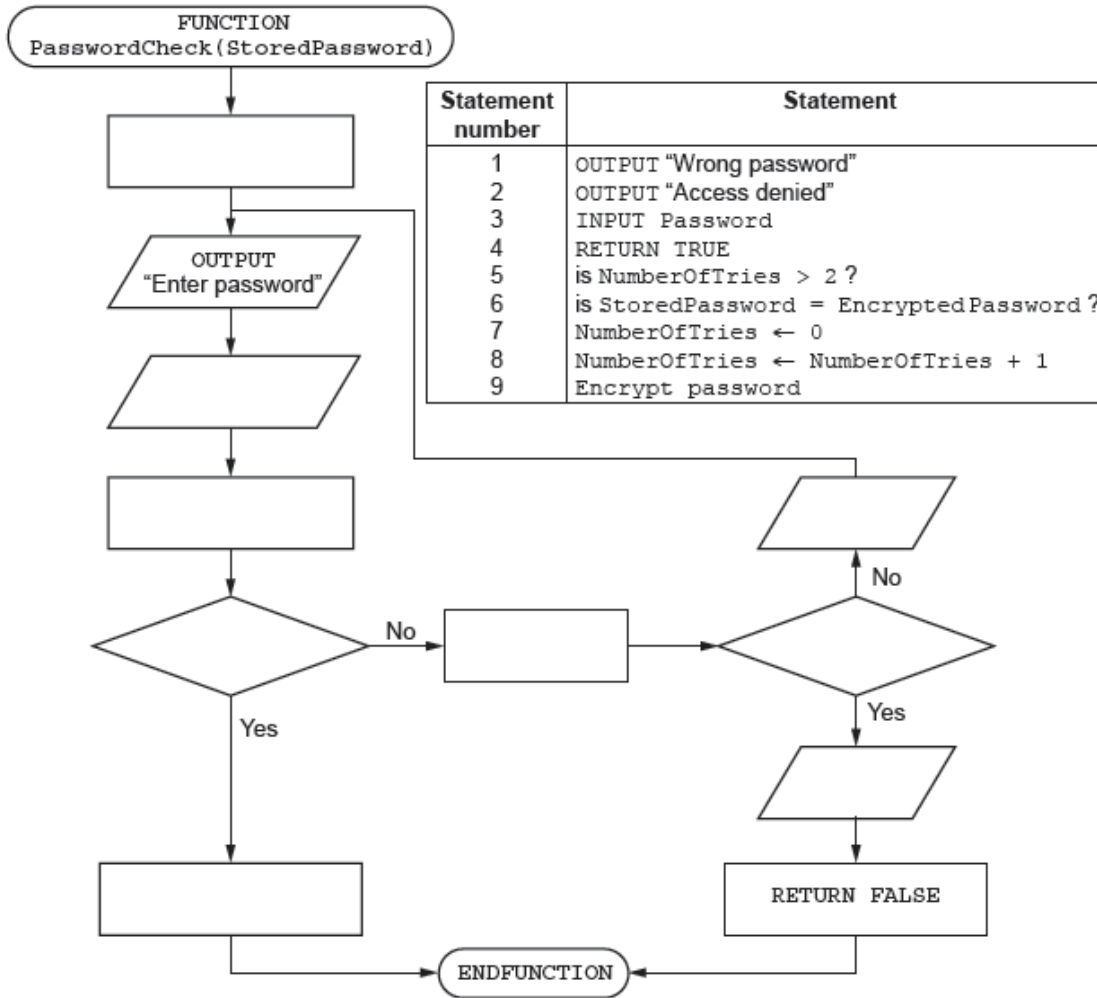 FUNCTION
PasswordCheck(StoredPassword)
Statement number Statement
1 OUTPUT “Wrong password”
2 OUTPUT “Access denied”
3 INPUT Password
4 RETURN TRUE
5 is NumberOfTries > 2 ?
6 is StoredPassword = EncryptedPassword ?
7 NumberOfTries ← 0
8 NumberOfTries ← NumberOfTries + 1
9 Encrypt password
OUTPUT
“Enter password”
No
No
Yes
Yes
RETURN FALSE
ENDFUNCTION